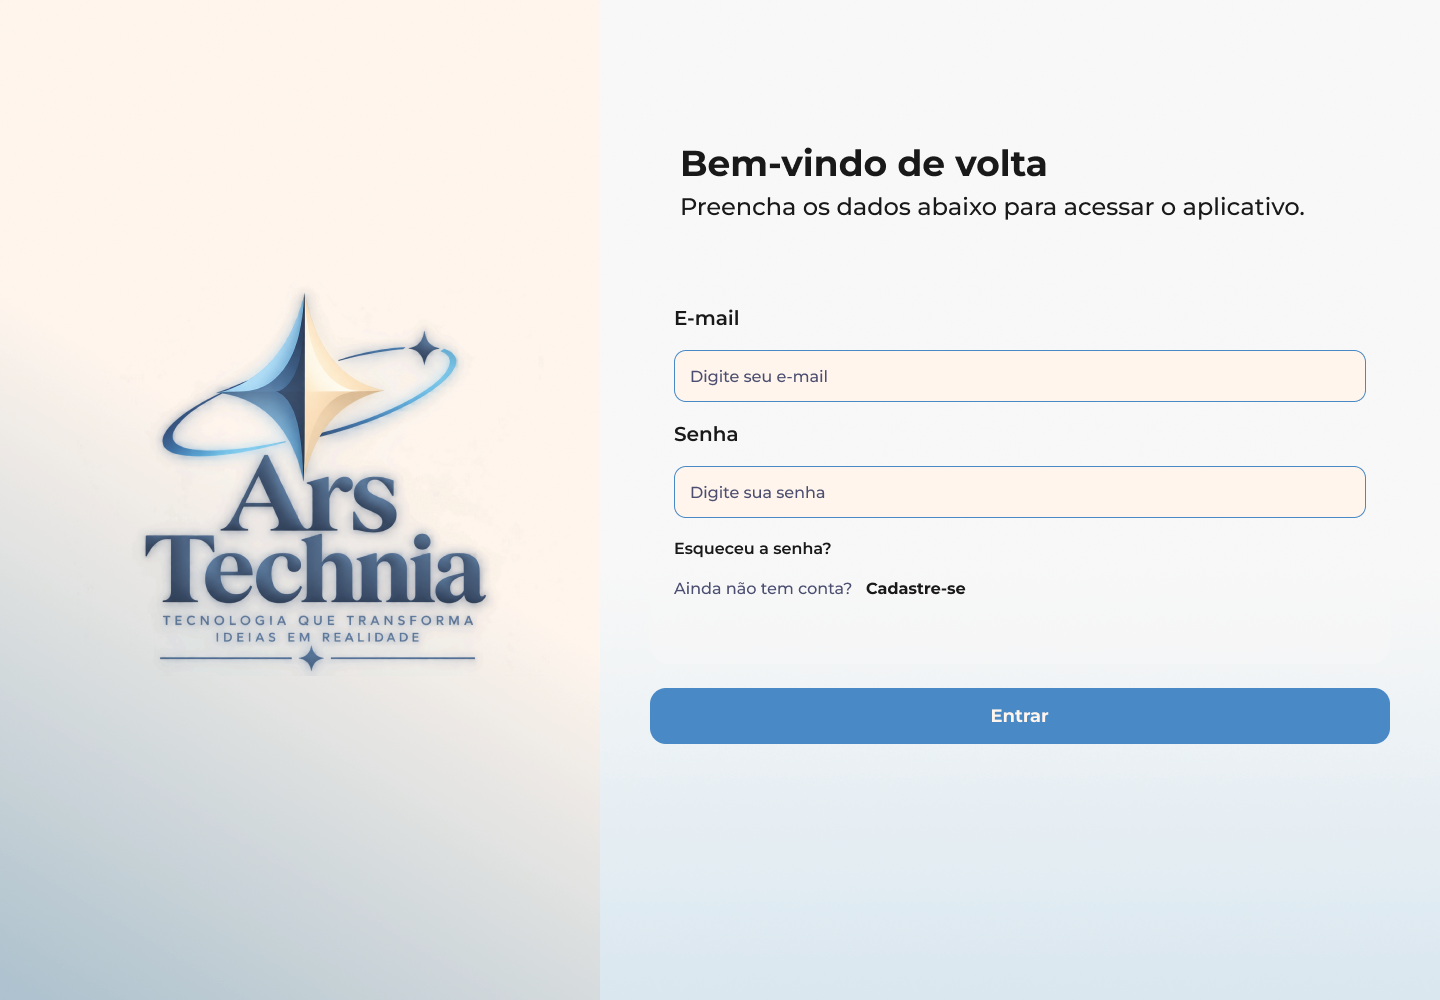 Ars
Technia
TECNOLOGIA QUE TRANSFORMA
IDEIAS EM REALIDADE
Bem-vindo de volta
Preencha os dados abaixo para acessar o aplicativo.
E-mail
Digite seu e-mail
Senha
Digite sua senha
Esqueceu a senha?
Ainda não tem conta? Cadastre-se
Entrar